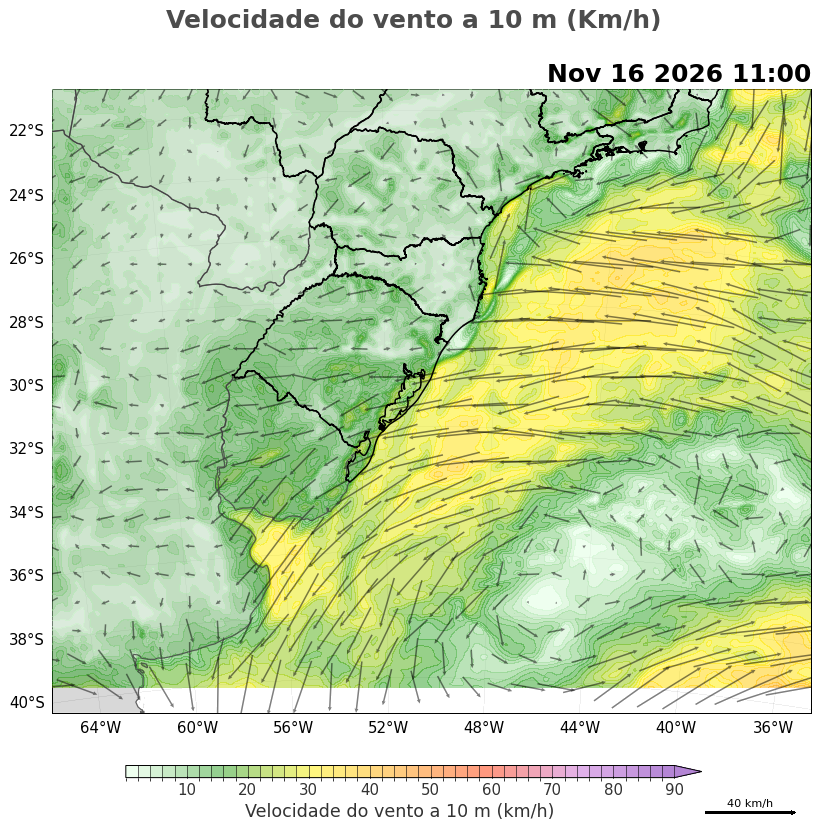 Velocidade do vento a 10 m (Km/h)
Nov 16 2026 11:00
22°S
24°S
26°S
28°S
30°S
32°S
34°S
36°S
38°S
40°S
64°W 60°W 56°W 52°W 48°W 44°W 40°W 36°W
10 20 30 40 50 60 70 80 90
Velocidade do vento a 10 m (km/h)
40 km/h